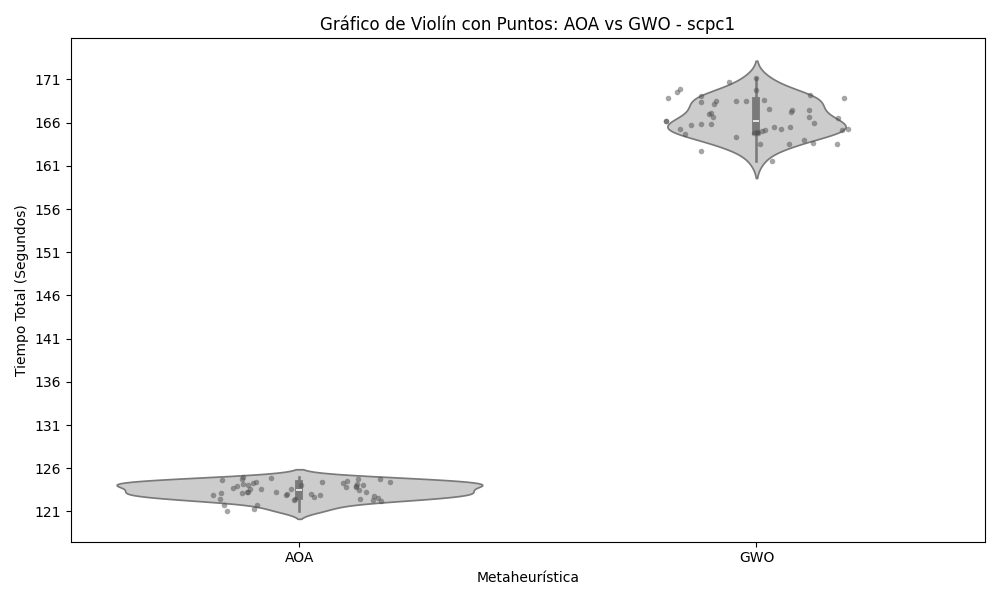 Gráfico de Violín con Puntos: AOA vs GWO - scpc1
Tiempo Total (Segundos)
171
166
161
156
151
146
141
136
131
126
121
AOA
GWO
Metaheurística